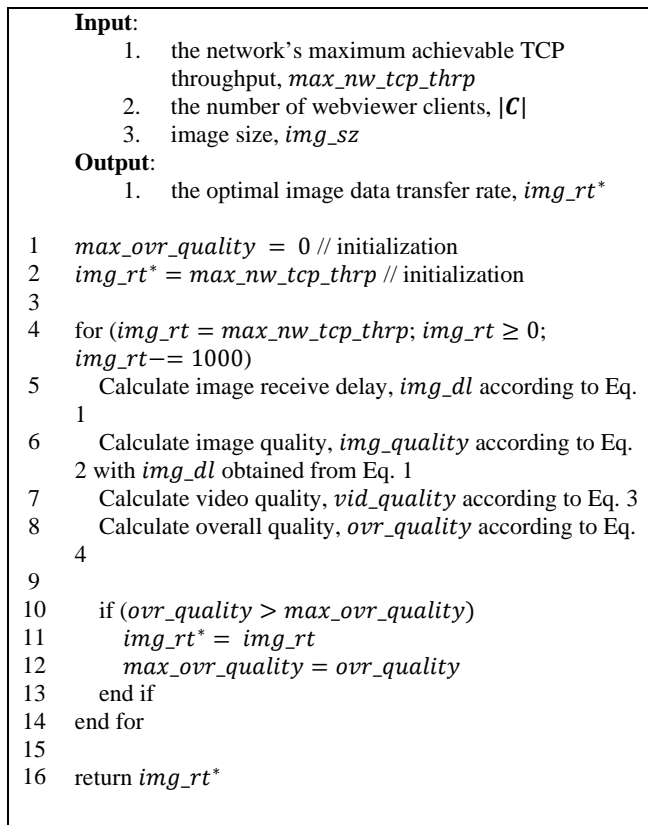 Input:
1. the network's maximum achievable TCP
throughput, max_nw_tcp_thrp
2. the number of webviewer clients, |C|
3. image size, img_sz
Output:
1. the optimal image data transfer rate, img_rt*
1 max_ovr_quality = 0 // initialization
2 img_rt* = max_nw_tcp_thrp // initialization
3
4 for (img_rt = max_nw_tcp_thrp; img_rt ≥ 0;
img_rt−= 1000)
5 Calculate image receive delay, img_dl according to Eq.
1
6 Calculate image quality, img_quality according to Eq.
2 with img_dl obtained from Eq. 1
7 Calculate video quality, vid_quality according to Eq. 3
8 Calculate overall quality, ovr_quality according to Eq.
4
9
10 if (ovr_quality > max_ovr_quality)
11 img_rt* = img_rt
12 max_ovr_quality = ovr_quality
13 end if
14 end for
15
16 return img_rt*